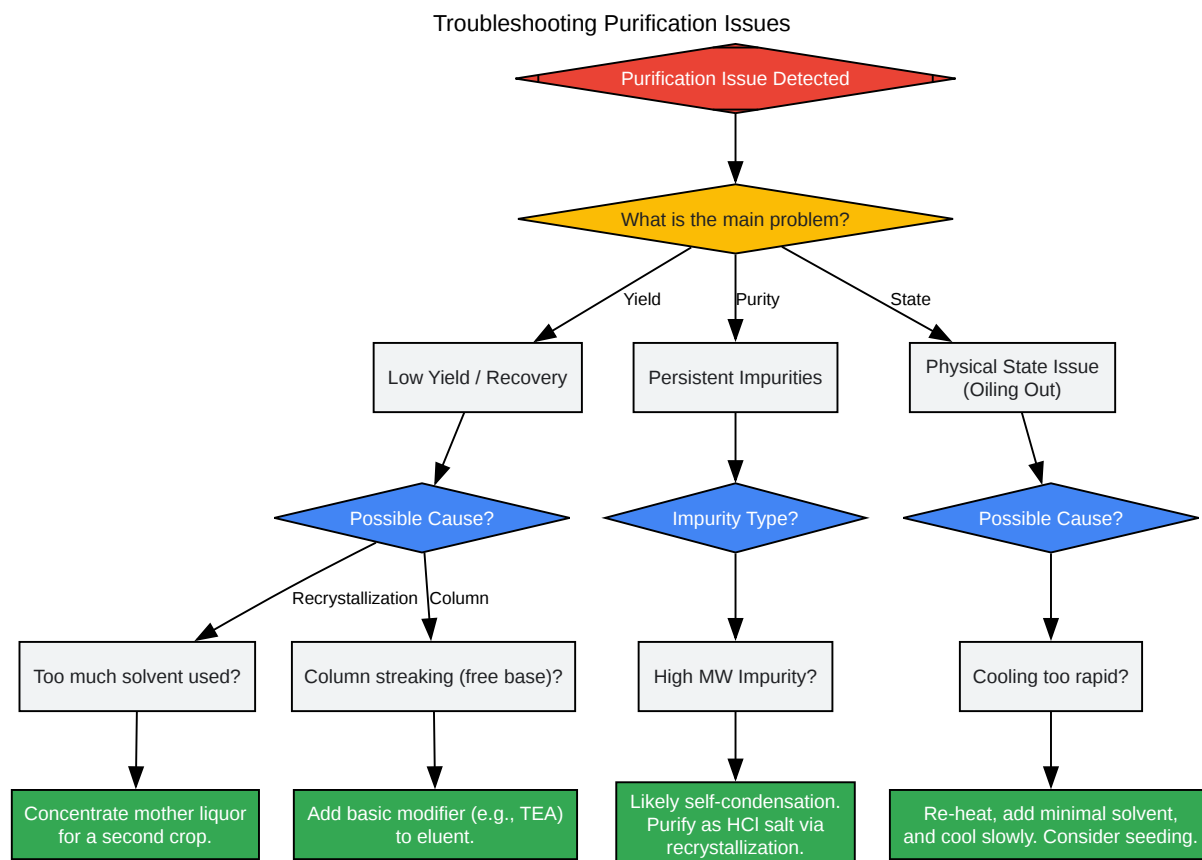 Troubleshooting Purification Issues
Purification Issue Detected
What is the main problem?
Yield
Purity
State
Low Yield / Recovery
Persistent Impurities
Physical State Issue
(Oiling Out)
Possible Cause?
Impurity Type?
Possible Cause?
Recrystallization
Column
Too much solvent used?
Column streaking (free base)?
High MW Impurity?
Cooling too rapid?
Concentrate mother liquor
for a second crop.
Add basic modifier (e.g., TEA)
to eluent.
Likely self-condensation.
Purify as HCl salt via
recrystallization.
Re-heat, add minimal solvent,
and cool slowly. Consider seeding.